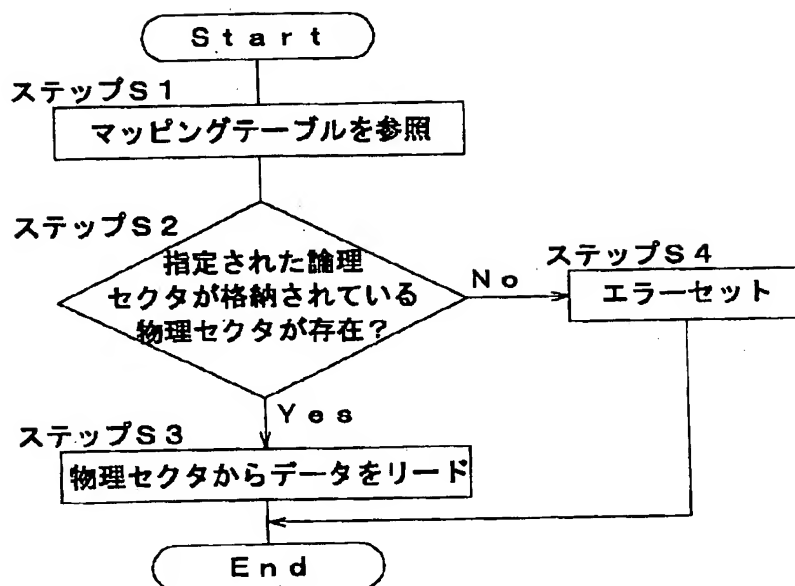 Start
ステップS1
マッピングテーブルを参照
ステップS2
指定された論理
セクタが格納されている
物理セクタが存在?
No
ステップS4
エラーセット
Yes
ステップS3
物理セクタからデータをリード
End